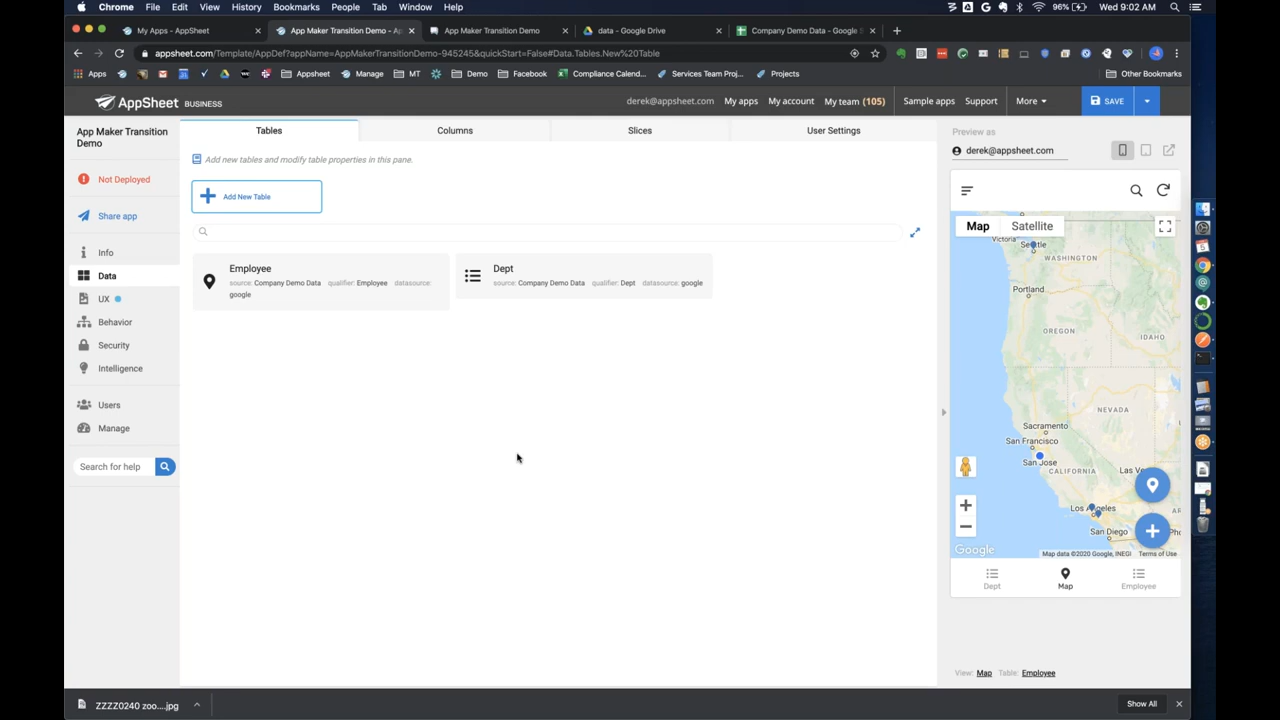 Chrome File Edit View History Bookmarks People Tab Window Help
96% Wed 9:02 AM
My Apps - AppSheet
App Maker Transition Demo - Ap
App Maker Transition Demo
data - Google Drive
Company Demo Data - Google S
appsheet.com/Template/AppDef?appName=AppMakerTransitionDemo-945245&quickStart=False#Data.Tables.New%20Table
Apps Appsheet Manage MT Demo Facebook Compliance Calend... Services Team Proj... Projects Other Bookmarks
AppSheet BUSINESS
derek@appsheet.com My apps My account My team (105) Sample apps Support More SAVE
App Maker Transition
Demo
Not Deployed
Share app
Info
Data
UX
Behavior
Security
Intelligence
Users
Manage
Search for help
Tables Columns Slices User Settings
Add new tables and modify table properties in this pane.
Add New Table
Employee
source: Company Demo Data qualifier: Employee datasource:
google
Dept
source: Company Demo Data qualifier: Dept datasource: google
Preview as
derek@appsheet.com
Map Satellite
Victoria
Seattle
WASHINGTON
Portland
OREGON
IDAHO
NEVADA
Sacramento
San Francisco
San Jose
CALIFORNIA
Las Ve
Los Angeles
San Diego
Google
Map data ©2020 Google, INEGI Terms of Use
Dept Map Employee
View: Map Table: Employee
ZZZZ0240 zoo....jpg
Show All